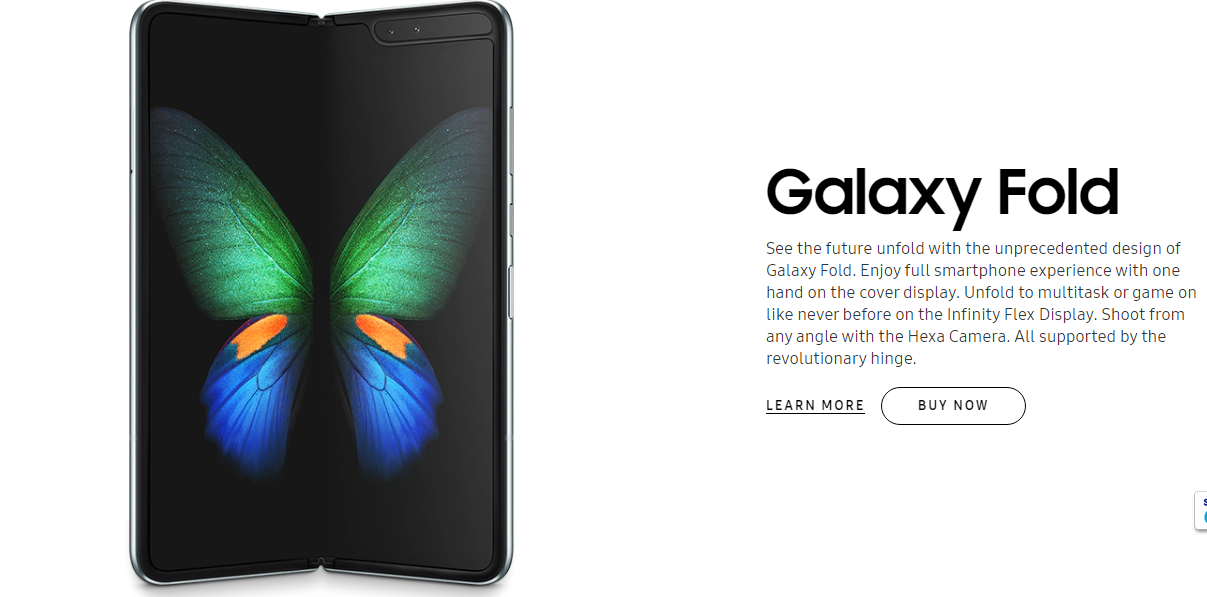 Galaxy Fold
See the future unfold with the unprecedented design of
Galaxy Fold. Enjoy full smartphone experience with one
hand on the cover display. Unfold to multitask or game on
like never before on the Infinity Flex Display. Shoot from
any angle with the Hexa Camera. All supported by the
revolutionary hinge.
LEARN MORE BUY NOW